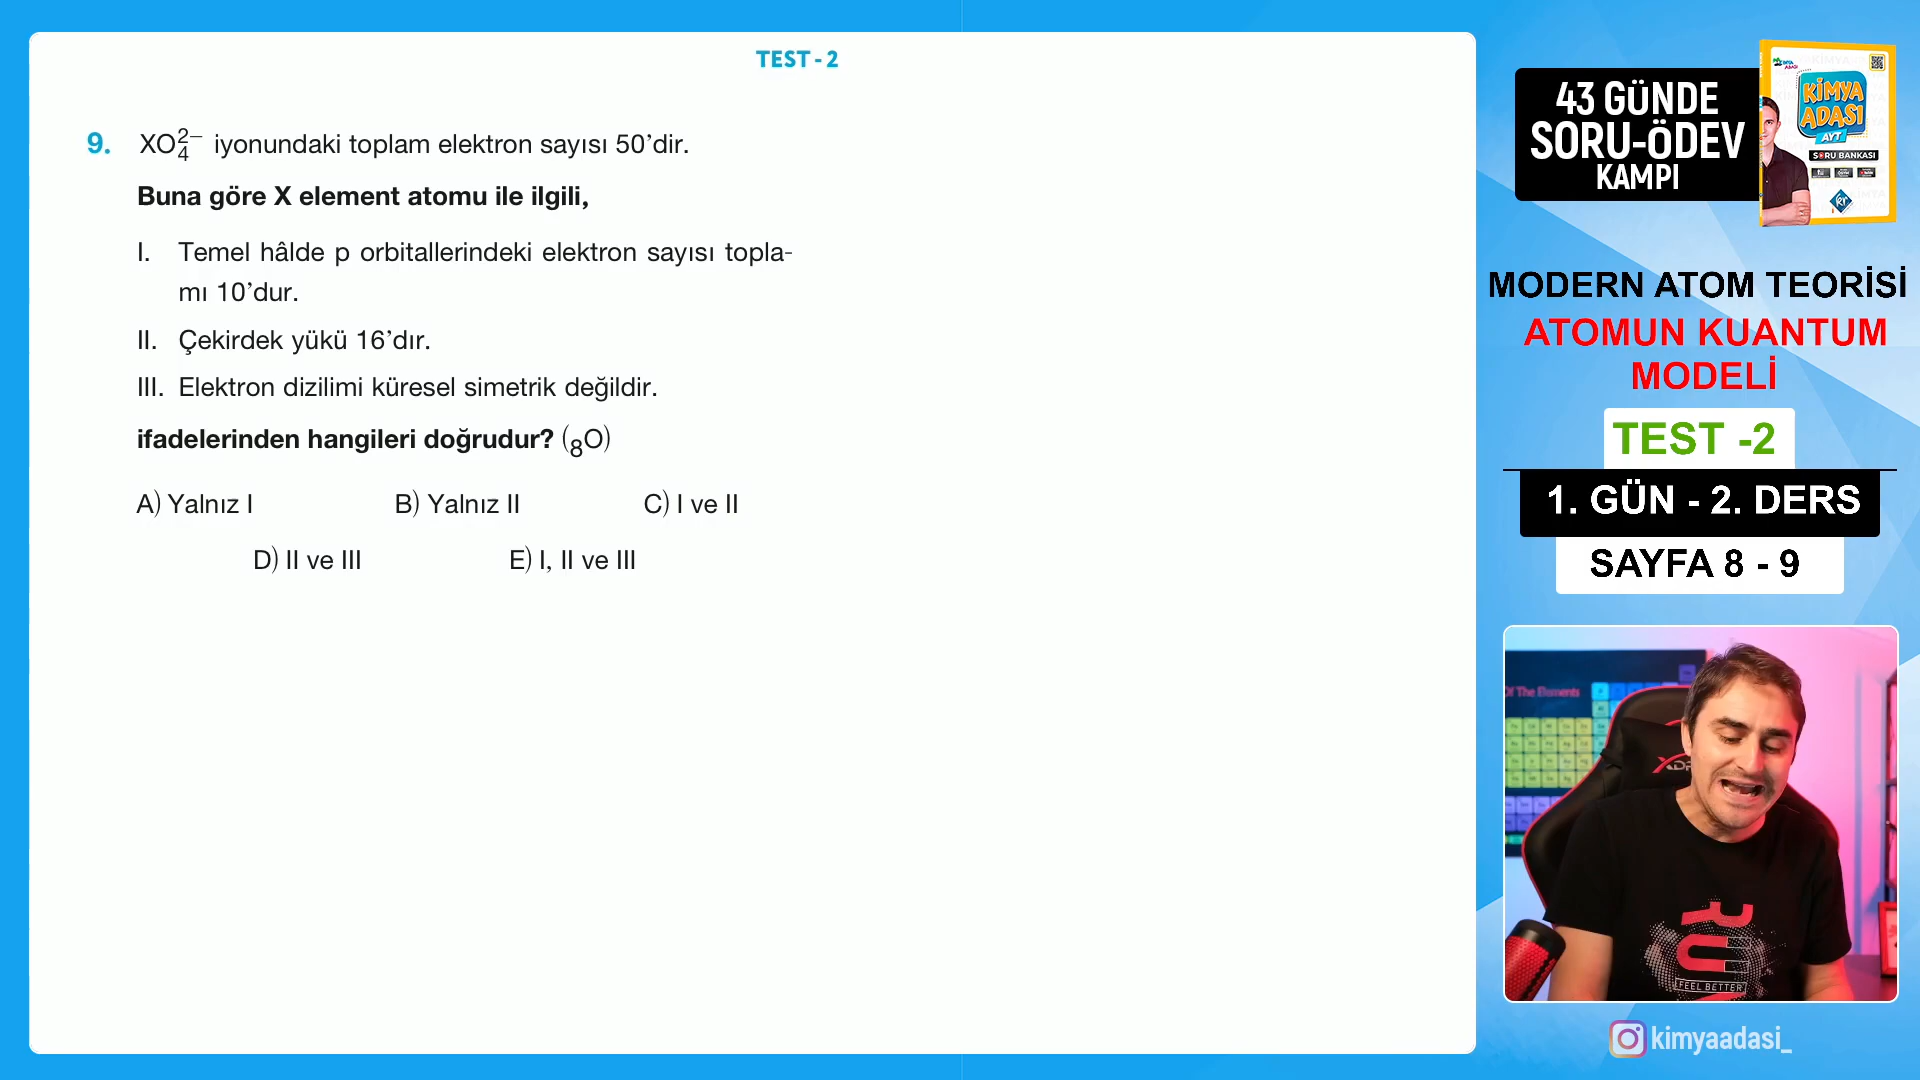 TEST - 2
9. XO₄²⁻ iyonundaki toplam elektron sayısı 50’dir.
Buna göre X element atomu ile ilgili,
I. Temel hâlde p orbitallerindeki elektron sayısı topla-
mı 10’dur.
II. Çekirdek yükü 16’dır.
III. Elektron dizilimi küresel simetrik değildir.
ifadelerinden hangileri doğrudur? (₈O)
A) Yalnız I B) Yalnız II C) I ve II
D) II ve III E) I, II ve III
43 GÜNDE
SORU-ÖDEV
KAMPI
KİMYA
ADASI
AYT
SORU BANKASI
MODERN ATOM TEORİSİ
ATOMUN KUANTUM
MODELİ
TEST -2
1. GÜN - 2. DERS
SAYFA 8 - 9
Of The Elements
FEEL BETTER
kimyaadasi_